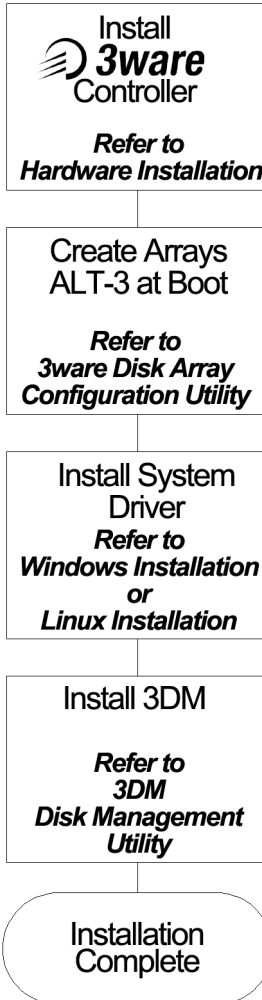 Install
3ware
Controller
Refer to
Hardware Installation
Create Arrays
ALT-3 at Boot
Refer to
3ware Disk Array
Configuration Utility
Install System
Driver
Refer to
Windows Installation
or
Linux Installation
Install 3DM
Refer to
3DM
Disk Management
Utility
Installation
Complete